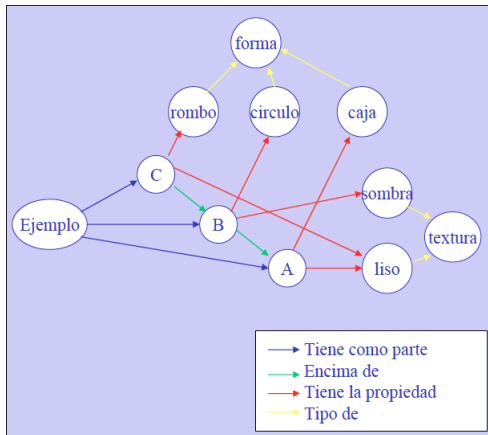 forma
rombo
circulo
caja
C
sombra
Ejemplo
B
textura
A
liso
Tiene como parte
Encima de
Tiene la propiedad
Tipo de